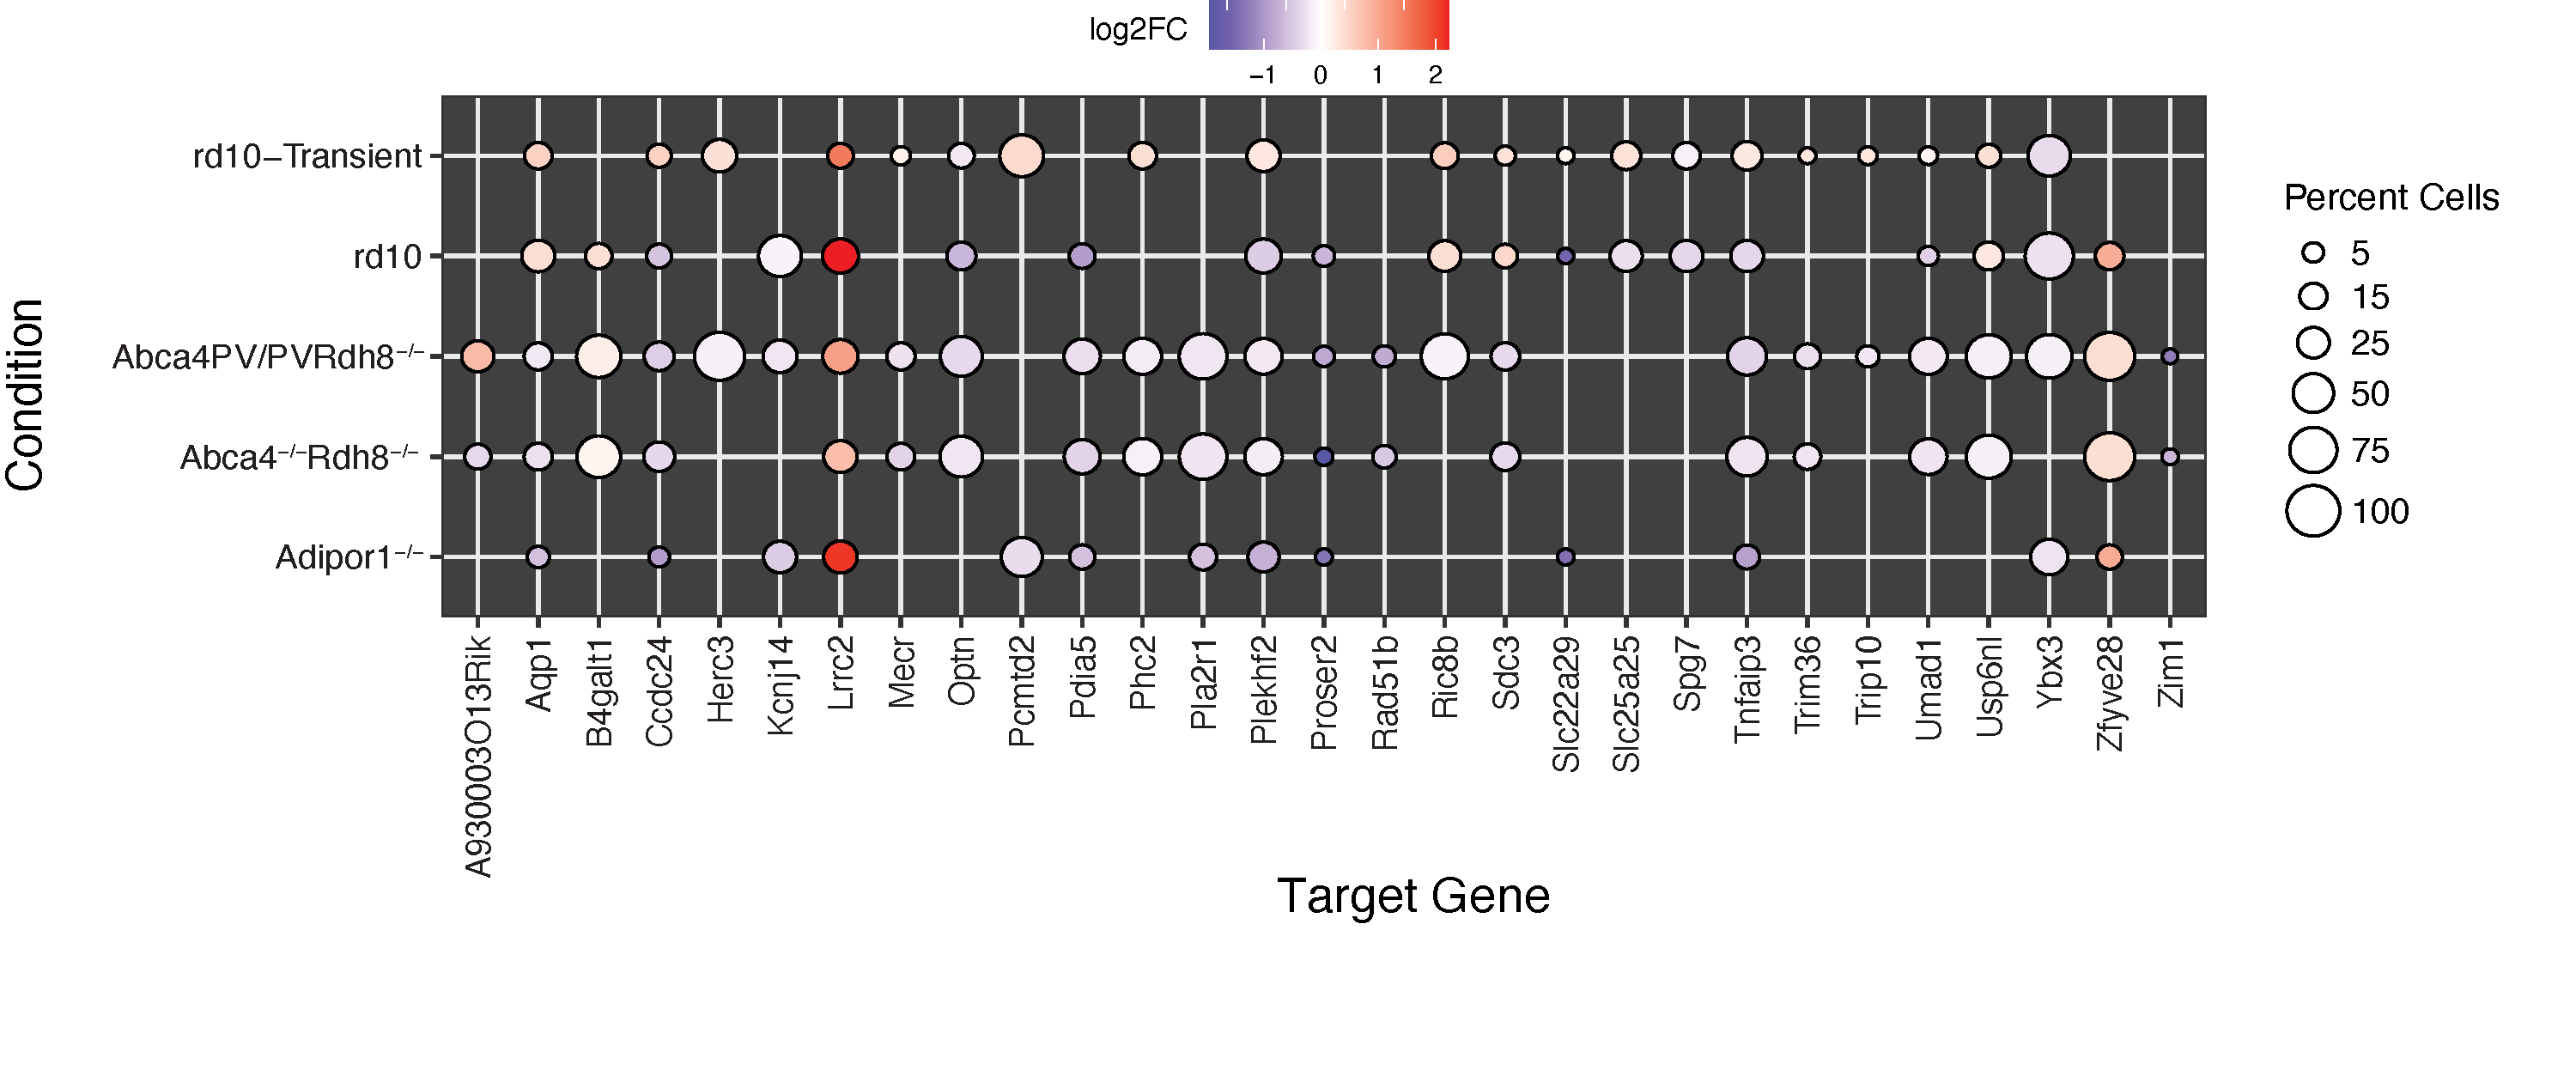 log2FC
−1 0 1 2
Condition
rd10−Transient
rd10
Abca4PV/PVRdh8⁻/⁻
Abca4⁻/⁻Rdh8⁻/⁻
Adipor1⁻/⁻
A930003O13Rik
Aqp1
B4galt1
Ccdc24
Herc3
Kcnj14
Lrrc2
Mecr
Optn
Pcmtd2
Pdia5
Phc2
Pla2r1
Plekhf2
Proser2
Rad51b
Ric8b
Sdc3
Slc22a29
Slc25a25
Spg7
Tnfaip3
Trim36
Trip10
Umad1
Usp6nl
Ybx3
Zfyve28
Zim1
Target Gene
Percent Cells
5
15
25
50
75
100